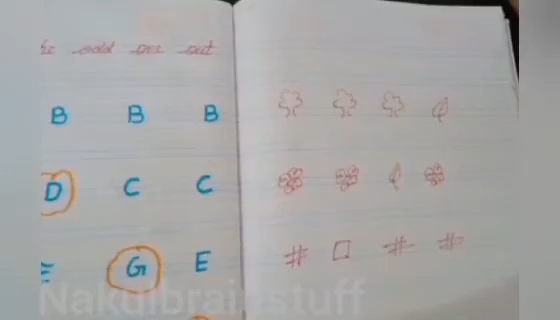 odd one out
B B B
D C C
E G E
# # #
Nakulbrainstuff